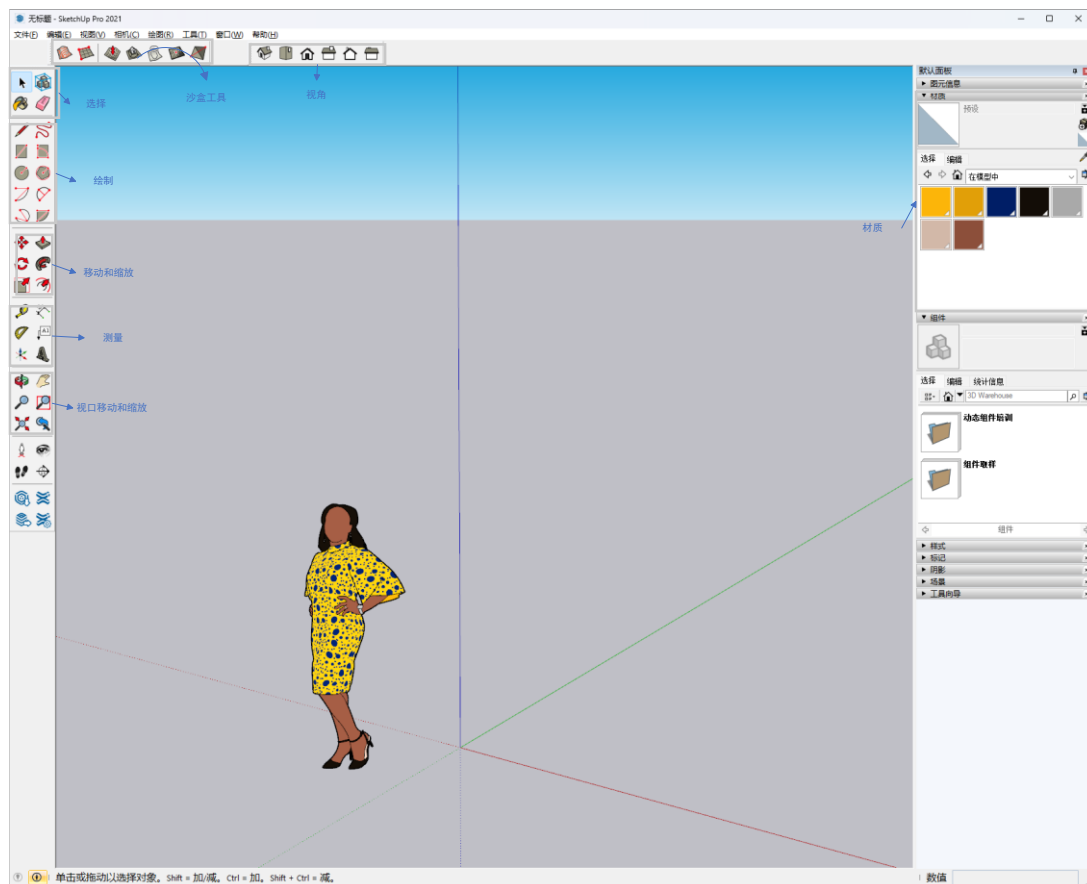 无标题 - SketchUp Pro 2021
文件(F) 编辑(E) 视图(V) 相机(C) 绘图(R) 工具(T) 窗口(W) 帮助(H)
选择
沙盒工具
视角
绘制
移动和缩放
测量
A1
视口移动和缩放
默认面板
图元信息
材质
预设
选择 编辑
在模型中
材质
组件
选择 编辑 统计信息
3D Warehouse
动态组件培训
组件取样
组件
样式
标记
阴影
场景
工具向导
单击或拖动以选择对象。Shift = 加/减。Ctrl = 加。Shift + Ctrl = 减。
数值